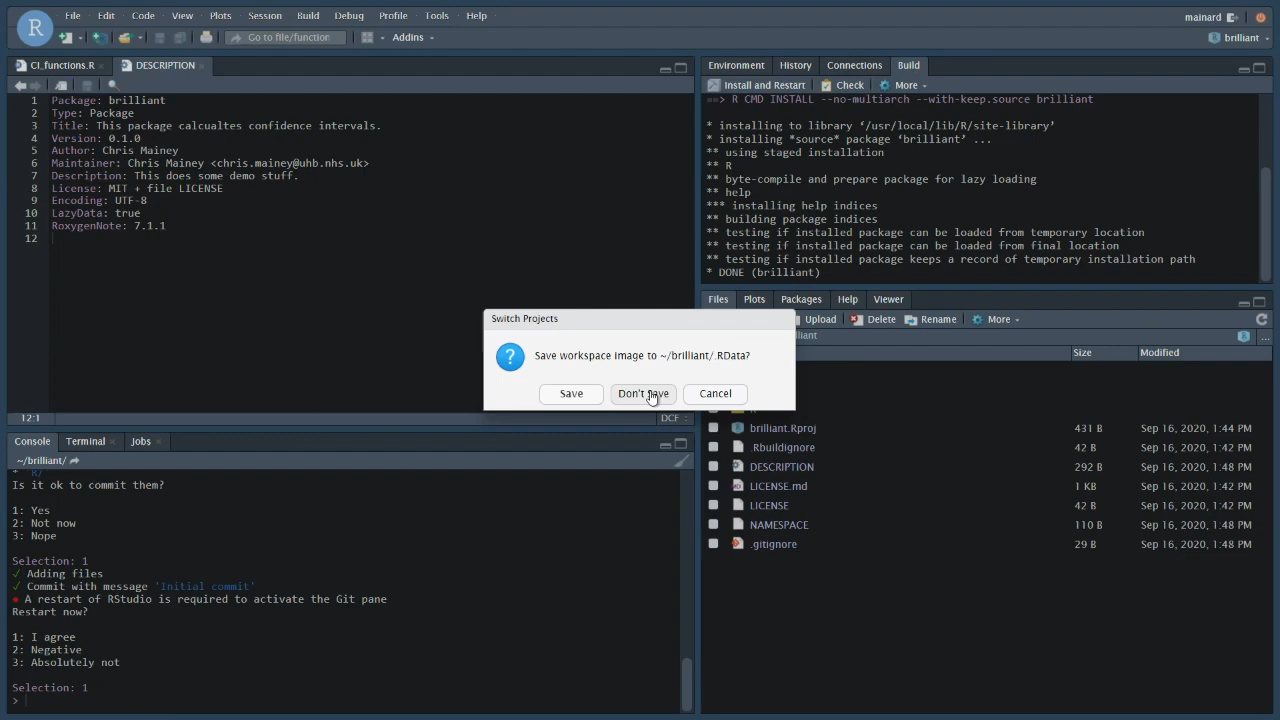 File Edit Code View Plots Session Build Debug Profile Tools Help
mainard
R
Go to file/function
Addins
brilliant
CI_functions.R
DESCRIPTION
1 Package: brilliant
2 Type: Package
3 Title: This package calcualtes confidence intervals.
4 Version: 0.1.0
5 Author: Chris Mainey
6 Maintainer: Chris Mainey <chris.mainey@uhb.nhs.uk>
7 Description: This does some demo stuff.
8 License: MIT + file LICENSE
9 Encoding: UTF-8
10 LazyData: true
11 RoxygenNote: 7.1.1
12
12:1
DCF
Console Terminal Jobs
~/brilliant/
* R/
Is it ok to commit them?
1: Yes
2: Not now
3: Nope
Selection: 1
✓ Adding files
✓ Commit with message 'Initial commit'
● A restart of RStudio is required to activate the Git pane
Restart now?
1: I agree
2: Negative
3: Absolutely not
Selection: 1
>
Environment History Connections Build
Install and Restart Check More
==> R CMD INSTALL --no-multiarch --with-keep.source brilliant
* installing to library ‘/usr/local/lib/R/site-library’
* installing *source* package ‘brilliant’ ...
** using staged installation
** R
** byte-compile and prepare package for lazy loading
** help
*** installing help indices
** building package indices
** testing if installed package can be loaded from temporary location
** testing if installed package can be loaded from final location
** testing if installed package keeps a record of temporary installation path
* DONE (brilliant)
Files Plots Packages Help Viewer
Upload Delete Rename More
lliant
...
Size Modified
brilliant.Rproj 431 B Sep 16, 2020, 1:44 PM
.Rbuildignore 42 B Sep 16, 2020, 1:42 PM
DESCRIPTION 292 B Sep 16, 2020, 1:48 PM
LICENSE.md 1 KB Sep 16, 2020, 1:42 PM
LICENSE 42 B Sep 16, 2020, 1:42 PM
NAMESPACE 110 B Sep 16, 2020, 1:48 PM
.gitignore 29 B Sep 16, 2020, 1:48 PM
Switch Projects
?
Save workspace image to ~/brilliant/.RData?
Save Don't Save Cancel